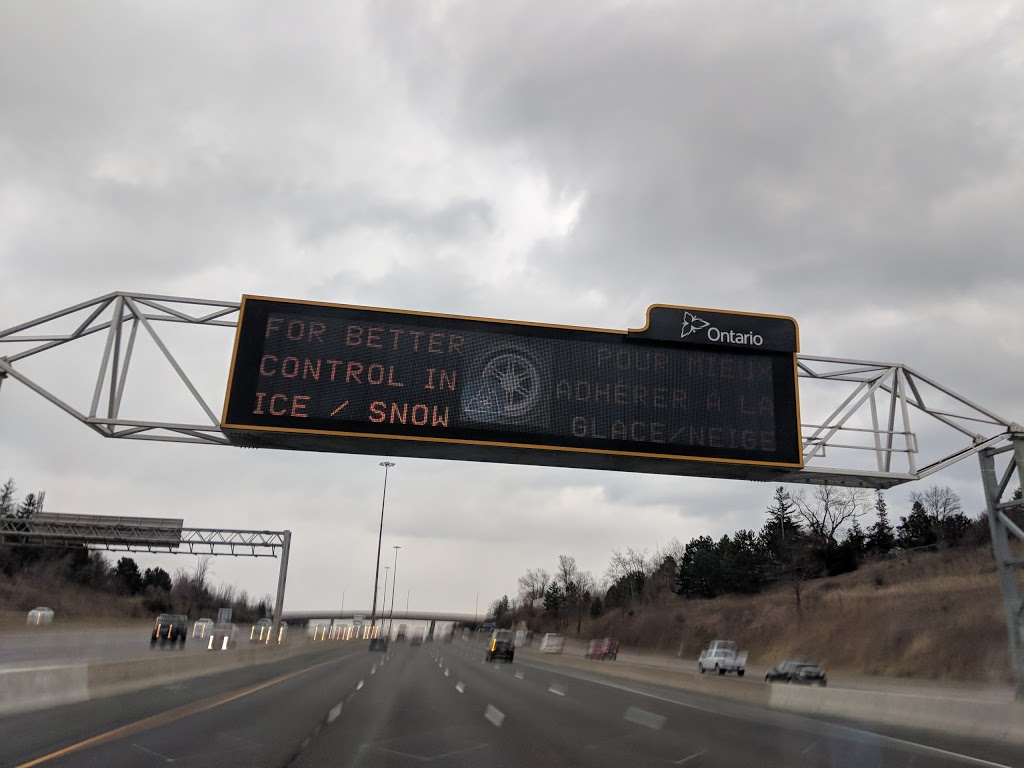 Ontario
FOR BETTER
CONTROL IN
ICE / SNOW
POUR MIEUX
ADHÉRER À LA
GLACE/NEIGE